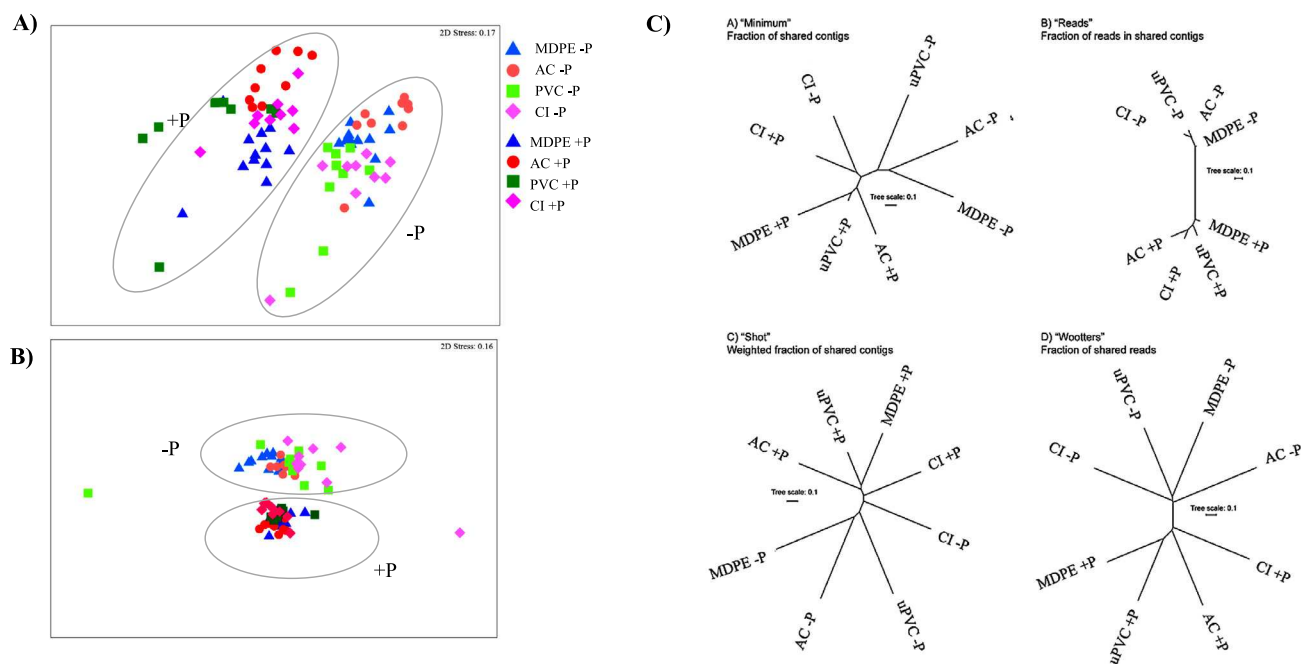 A)
2D Stress: 0.17
+P
-P
MDPE -P
AC -P
PVC -P
CI -P
MDPE +P
AC +P
PVC +P
CI +P
B)
2D Stress: 0.16
-P
+P
C)
A) "Minimum"
Fraction of shared contigs
uPVC -P
CI -P
AC -P
CI +P
Tree scale: 0.1
MDPE -P
MDPE +P
uPVC +P
AC +P
B) "Reads"
Fraction of reads in shared contigs
uPVC -P
AC -P
CI -P
MDPE -P
Tree scale: 0.1
AC +P
MDPE +P
CI +P
uPVC +P
C) "Shot"
Weighted fraction of shared contigs
MDPE +P
uPVC +P
AC +P
CI +P
Tree scale: 0.1
CI -P
MDPE -P
AC -P
uPVC -P
D) "Wootters"
Fraction of shared reads
uPVC -P
MDPE -P
CI -P
AC -P
Tree scale: 0.1
MDPE +P
CI +P
uPVC +P
AC +P